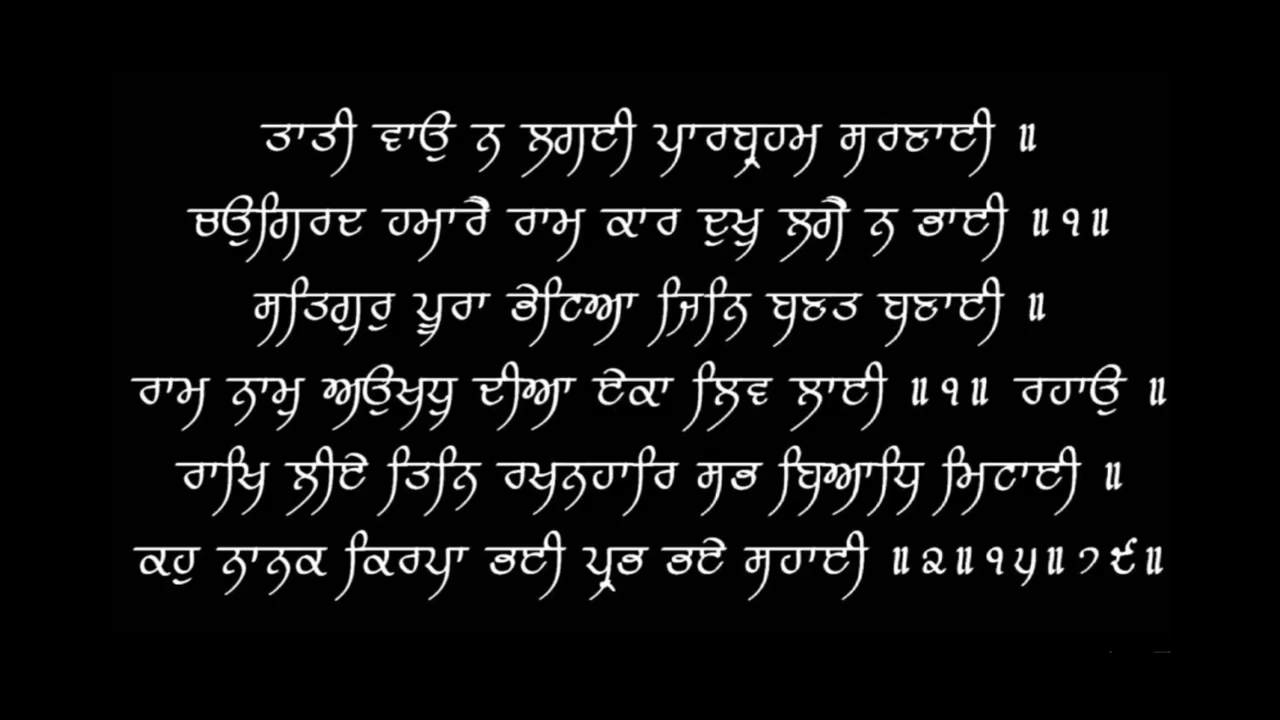 ਤਾਤੀ ਵਾਉ ਨ ਲਗਈ ਪਾਰਬ੍ਰਹਮ ਸਰਣਾਈ ॥
ਚਉਗਿਰਦ ਹਮਾਰੈ ਰਾਮ ਕਾਰ ਦੁਖੁ ਲਗੈ ਨ ਭਾਈ ॥੧॥
ਸਤਿਗੁਰੁ ਪੂਰਾ ਭੇਟਿਆ ਜਿਨਿ ਬਣਤ ਬਣਾਈ ॥
ਰਾਮ ਨਾਮੁ ਅਉਖਧੁ ਦੀਆ ਏਕਾ ਲਿਵ ਲਾਈ ॥੧॥ ਰਹਾਉ ॥
ਰਾਖਿ ਲੀਏ ਤਿਨਿ ਰਖਨਹਾਰਿ ਸਭ ਬਿਆਧਿ ਮਿਟਾਈ ॥
ਕਹੁ ਨਾਨਕ ਕਿਰਪਾ ਭਈ ਪ੍ਰਭ ਭਏ ਸਹਾਈ ॥੨॥੧੫॥੭੯॥